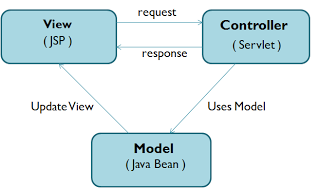 request
View
( JSP )
Controller
( Servlet )
response
Update View
Uses Model
Model
( Java Bean )